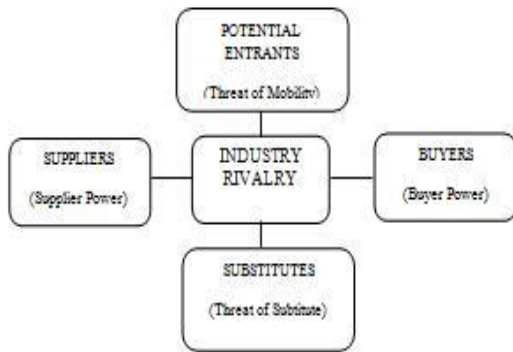 POTENTIAL
ENTRANTS
(Threat of Mobility)
SUPPLIERS
(Supplier Power)
INDUSTRY
RIVALRY
BUYERS
(Buyer Power)
SUBSTITUTES
(Threat of Subtitute)